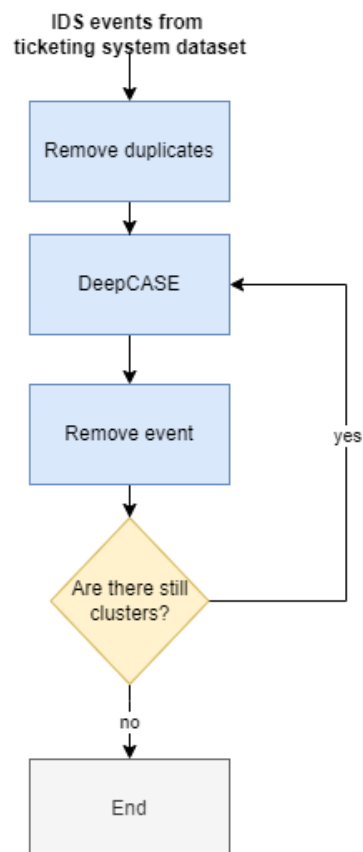 IDS events from
ticketing system dataset
Remove duplicates
DeepCASE
Remove event
yes
Are there still
clusters?
no
End